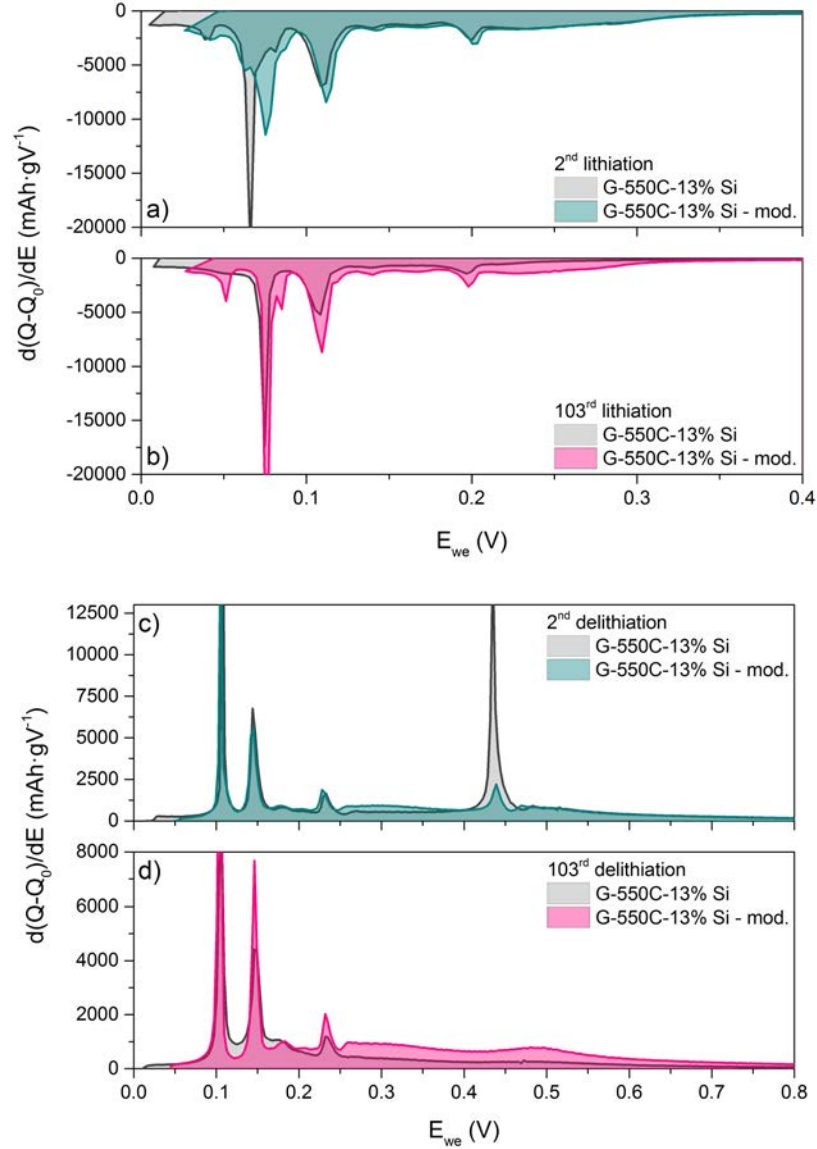 0
-5000
-10000
-15000
-20000
a)
2nd lithiation
G-550C-13% Si
G-550C-13% Si - mod.
0
-5000
-10000
-15000
-20000
b)
103rd lithiation
G-550C-13% Si
G-550C-13% Si - mod.
d(Q-Q0)/dE (mAh·gV-1)
0.0 0.1 0.2 0.3 0.4
Ewe (V)
12500
10000
7500
5000
2500
0
c)
2nd delithiation
G-550C-13% Si
G-550C-13% Si - mod.
8000
6000
4000
2000
0
d)
103rd delithiation
G-550C-13% Si
G-550C-13% Si - mod.
d(Q-Q0)/dE (mAh·gV-1)
0.0 0.1 0.2 0.3 0.4 0.5 0.6 0.7 0.8
Ewe (V)